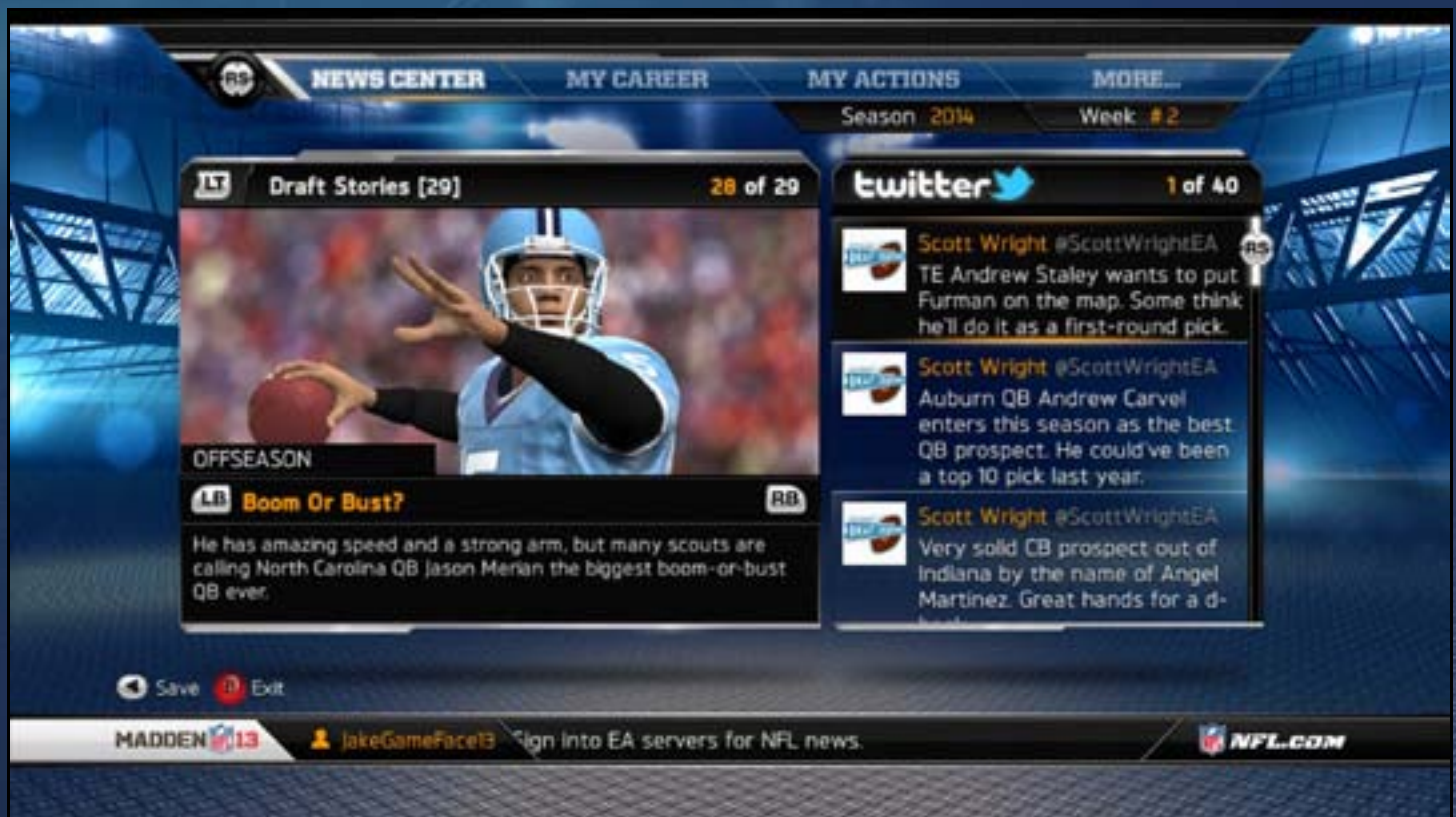 RS NEWS CENTER MY CAREER MY ACTIONS MORE...
Season 2014 Week #2
LT Draft Stories [29] 28 of 29
OFFSEASON
LB Boom Or Bust? RB
He has amazing speed and a strong arm, but many scouts are
calling North Carolina QB Jason Merian the biggest boom-or-bust
QB ever.
twitter 1 of 40
RS
Scott Wright @ScottWrightEA
TE Andrew Staley wants to put
Furman on the map. Some think
he'll do it as a first-round pick.
Scott Wright @ScottWrightEA
Auburn QB Andrew Carvel
enters this season as the best
QB prospect. He could've been
a top 10 pick last year.
Scott Wright @ScottWrightEA
Very solid CB prospect out of
Indiana by the name of Angel
Martinez. Great hands for a d-
Save B Exit
MADDEN NFL 13 JakeGameFace13 Sign into EA servers for NFL news. NFL.COM